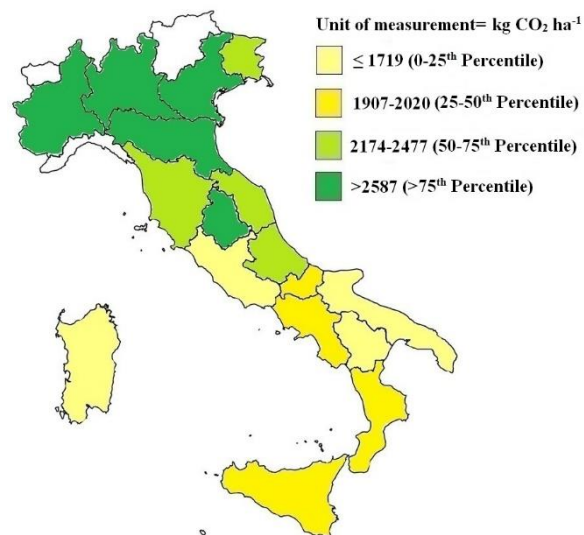 Unit of measurement= kg CO₂ ha⁻¹
≤ 1719 (0-25ᵗʰ Percentile)
1907-2020 (25-50ᵗʰ Percentile)
2174-2477 (50-75ᵗʰ Percentile)
>2587 (>75ᵗʰ Percentile)